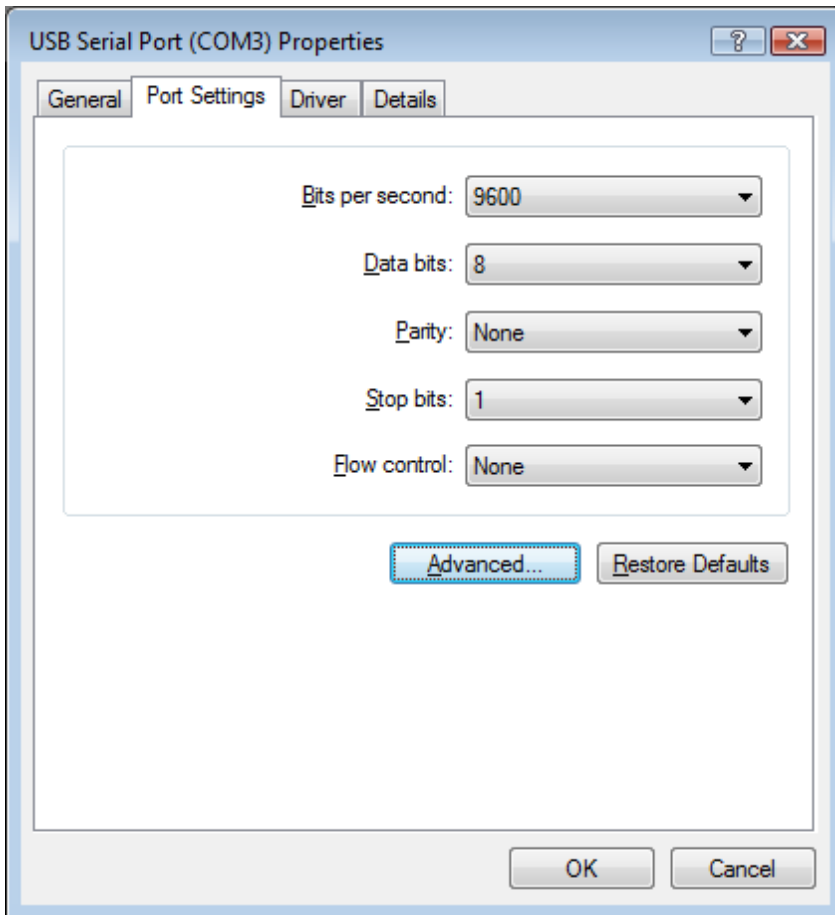 USB Serial Port (COM3) Properties
?
General Port Settings Driver Details
Bits per second: 9600
Data bits: 8
Parity: None
Stop bits: 1
Flow control: None
Advanced... Restore Defaults
OK Cancel